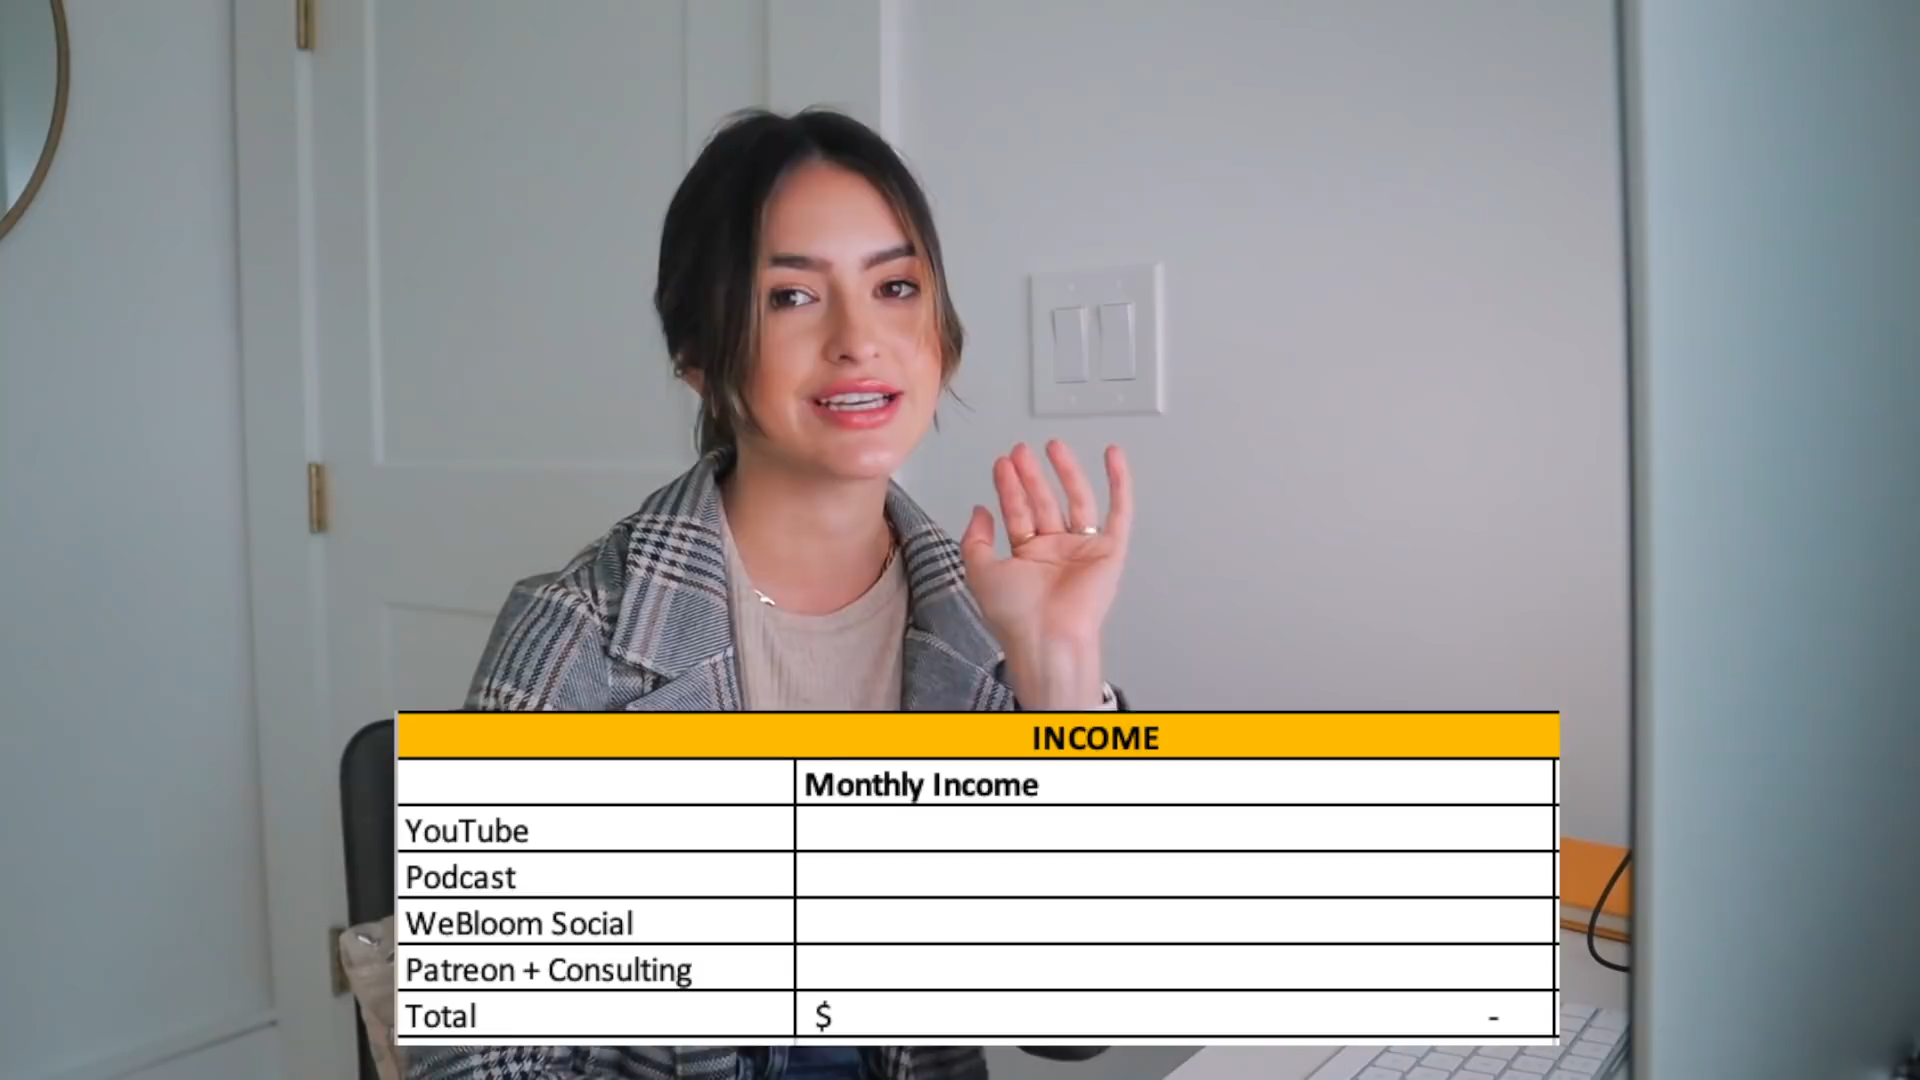 INCOME
Monthly Income
YouTube
Podcast
WeBloom Social
Patreon + Consulting
Total $ -